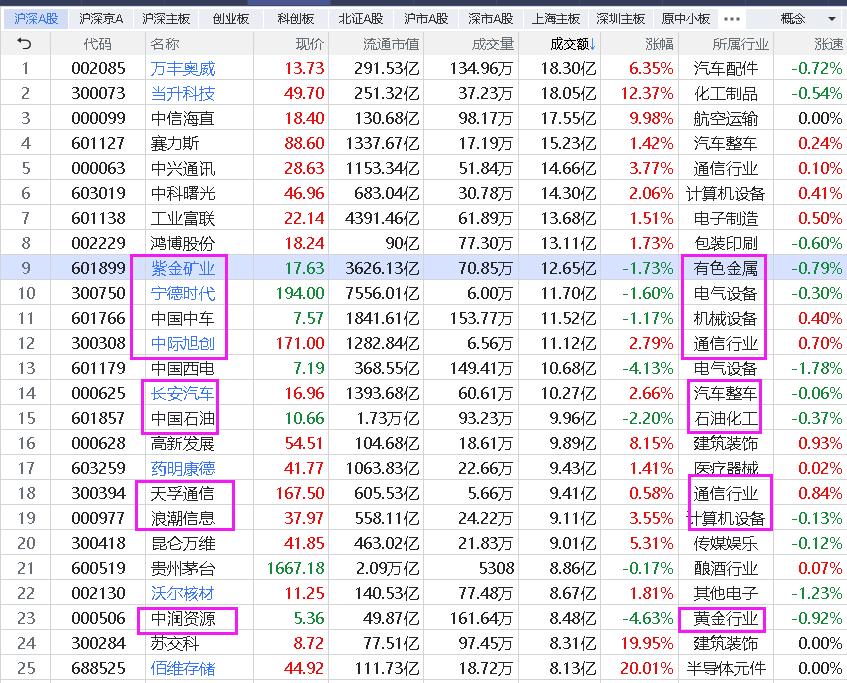 沪深A股 沪深京A 沪深主板 创业板 科创板 北证A股 沪市A股 深市A股 上海主板 深圳主板 原中小板 ••• 概念
代码 名称 现价 流通市值 成交量 成交额↓ 涨幅 所属行业 涨速
1 002085 万丰奥威 13.73 291.53亿 134.96万 18.30亿 6.35% 汽车配件 -0.72%
2 300073 当升科技 49.70 251.32亿 37.23万 18.05亿 12.37% 化工制品 -0.54%
3 000099 中信海直 18.40 130.68亿 98.17万 17.55亿 9.98% 航空运输 0.00%
4 601127 赛力斯 88.60 1337.67亿 17.19万 15.23亿 1.42% 汽车整车 0.24%
5 000063 中兴通讯 28.63 1153.34亿 51.84万 14.66亿 3.77% 通信行业 0.10%
6 603019 中科曙光 46.96 683.04亿 30.78万 14.30亿 2.06% 计算机设备 0.41%
7 601138 工业富联 22.14 4391.46亿 61.89万 13.68亿 1.51% 电子制造 0.50%
8 002229 鸿博股份 18.24 90亿 77.30万 13.11亿 1.73% 包装印刷 -0.60%
9 601899 紫金矿业 17.63 3626.13亿 70.85万 12.65亿 -1.73% 有色金属 -0.79%
10 300750 宁德时代 194.00 7556.01亿 6.00万 11.70亿 -1.60% 电气设备 -0.30%
11 601766 中国中车 7.57 1841.61亿 153.77万 11.52亿 -1.17% 机械设备 0.40%
12 300308 中际旭创 171.00 1282.84亿 6.56万 11.12亿 2.79% 通信行业 0.70%
13 601179 中国西电 7.19 368.55亿 149.41万 10.68亿 -4.13% 电气设备 -1.78%
14 000625 长安汽车 16.96 1393.68亿 60.61万 10.27亿 2.66% 汽车整车 -0.06%
15 601857 中国石油 10.66 1.73万亿 93.23万 9.96亿 -2.20% 石油化工 -0.37%
16 000628 高新发展 54.51 104.68亿 18.61万 9.89亿 8.15% 建筑装饰 0.93%
17 603259 药明康德 41.77 1063.83亿 22.66万 9.43亿 1.41% 医疗器械 0.02%
18 300394 天孚通信 167.50 605.53亿 5.66万 9.41亿 0.58% 通信行业 0.84%
19 000977 浪潮信息 37.97 558.11亿 24.22万 9.11亿 3.55% 计算机设备 -0.13%
20 300418 昆仑万维 41.85 463.02亿 21.83万 9.01亿 5.31% 传媒娱乐 -0.12%
21 600519 贵州茅台 1667.18 2.09万亿 5308 8.86亿 -0.17% 酿酒行业 0.07%
22 002130 沃尔核材 11.25 140.53亿 77.48万 8.67亿 1.81% 其他电子 -1.23%
23 000506 中润资源 5.36 49.87亿 161.64万 8.48亿 -4.63% 黄金行业 -0.92%
24 300284 苏交科 8.72 77.51亿 97.45万 8.31亿 19.95% 建筑装饰 0.00%
25 688525 佰维存储 44.92 111.73亿 18.72万 8.13亿 20.01% 半导体元件 0.00%